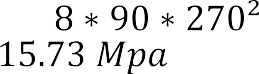 8 * 90 * 270²
15.73 Mpa